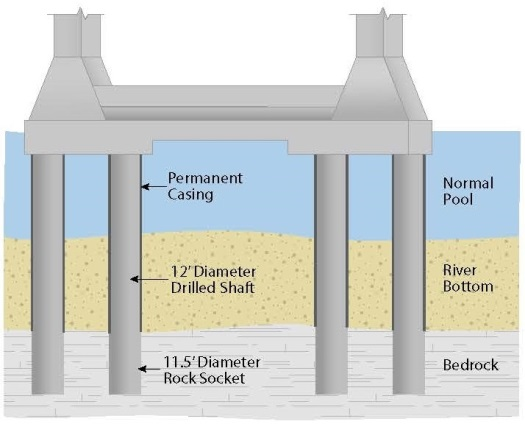 Permanent
Casing
Normal
Pool
12' Diameter
Drilled Shaft
River
Bottom
11.5' Diameter
Rock Socket
Bedrock